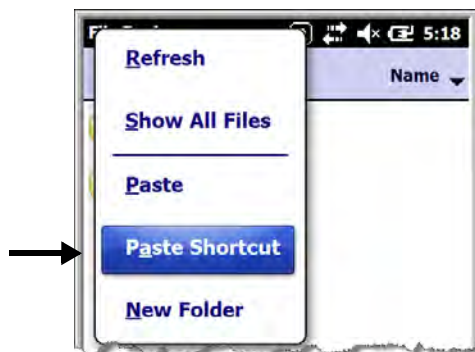 5:18
Name
Refresh
Show All Files
Paste
Paste Shortcut
New Folder